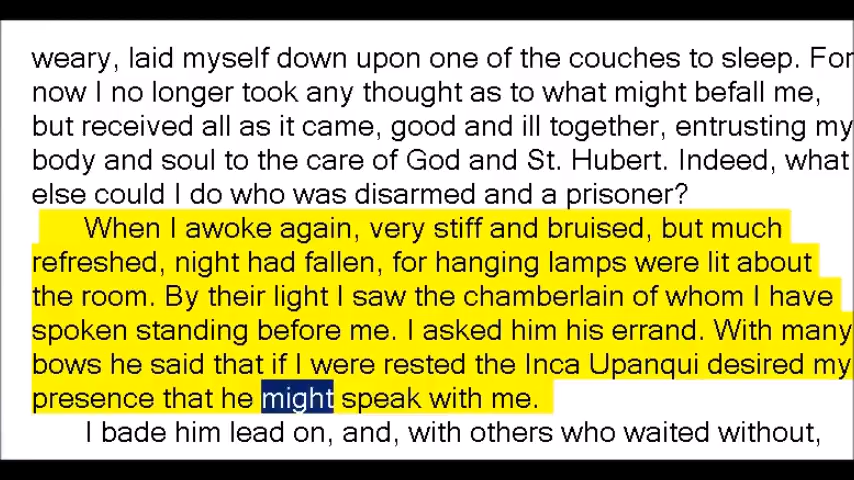 weary, laid myself down upon one of the couches to sleep. For
now I no longer took any thought as to what might befall me,
but received all as it came, good and ill together, entrusting my
body and soul to the care of God and St. Hubert. Indeed, what
else could I do who was disarmed and a prisoner?
When I awoke again, very stiff and bruised, but much
refreshed, night had fallen, for hanging lamps were lit about
the room. By their light I saw the chamberlain of whom I have
spoken standing before me. I asked him his errand. With many
bows he said that if I were rested the Inca Upanqui desired my
presence that he might speak with me.
I bade him lead on, and, with others who waited without,